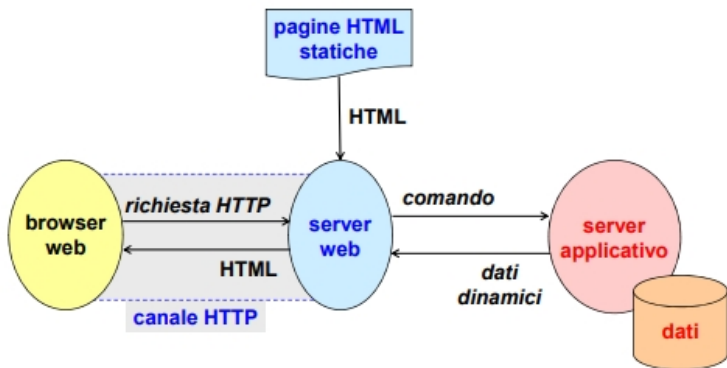 pagine HTML
statiche
HTML
browser
web
richiesta HTTP
HTML
server
web
comando
dati
dinamici
server
applicativo
dati
canale HTTP